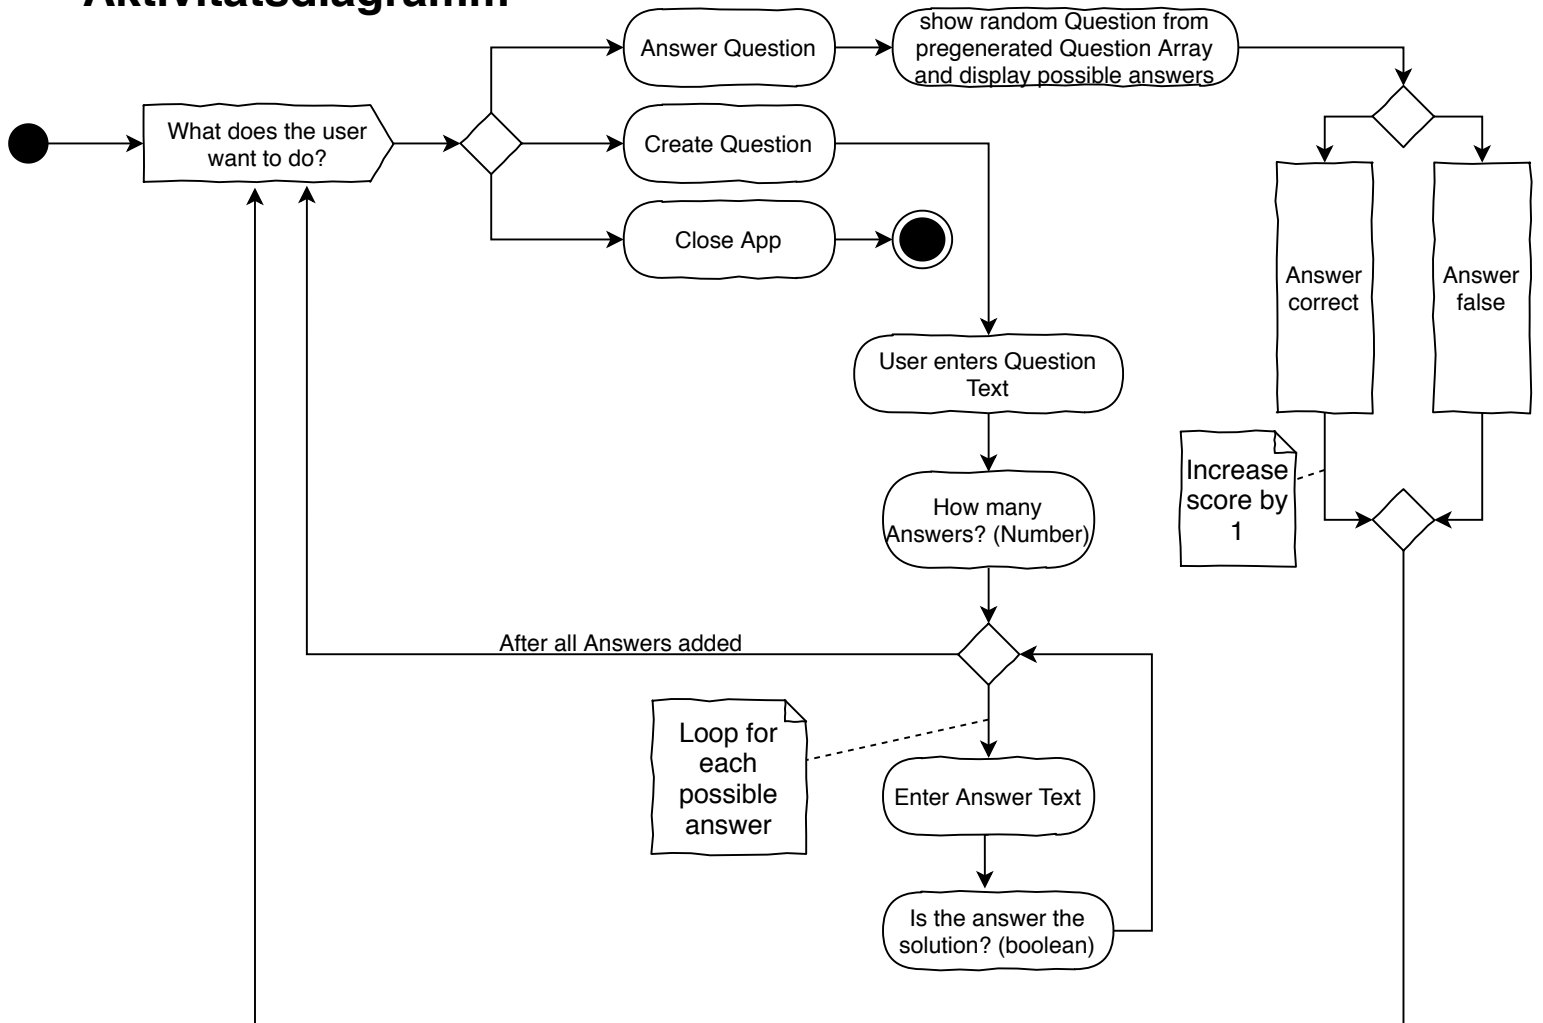 Aktivitätsdiagramm
Answer Question
show random Question from
pregenerated Question Array
and display possible answers
What does the user
want to do?
Create Question
Close App
Answer
correct
Answer
false
User enters Question
Text
Increase
score by
1
How many
Answers? (Number)
After all Answers added
Loop for
each
possible
answer
Enter Answer Text
Is the answer the
solution? (boolean)